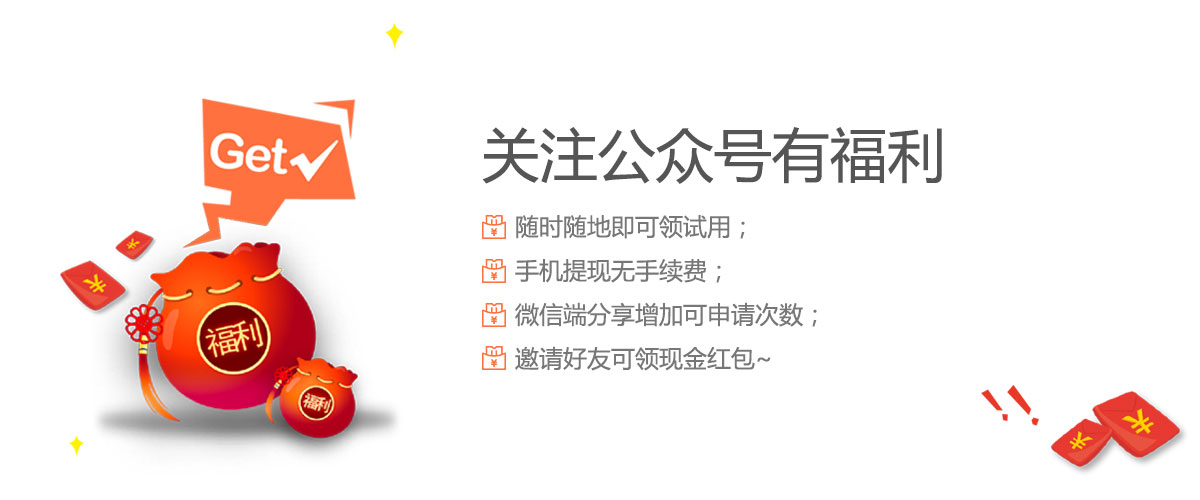 Get
关注公众号有福利
随时随地即可领试用；
手机提现无手续费；
微信端分享增加可申请次数；
邀请好友可领现金红包~
福利
福利